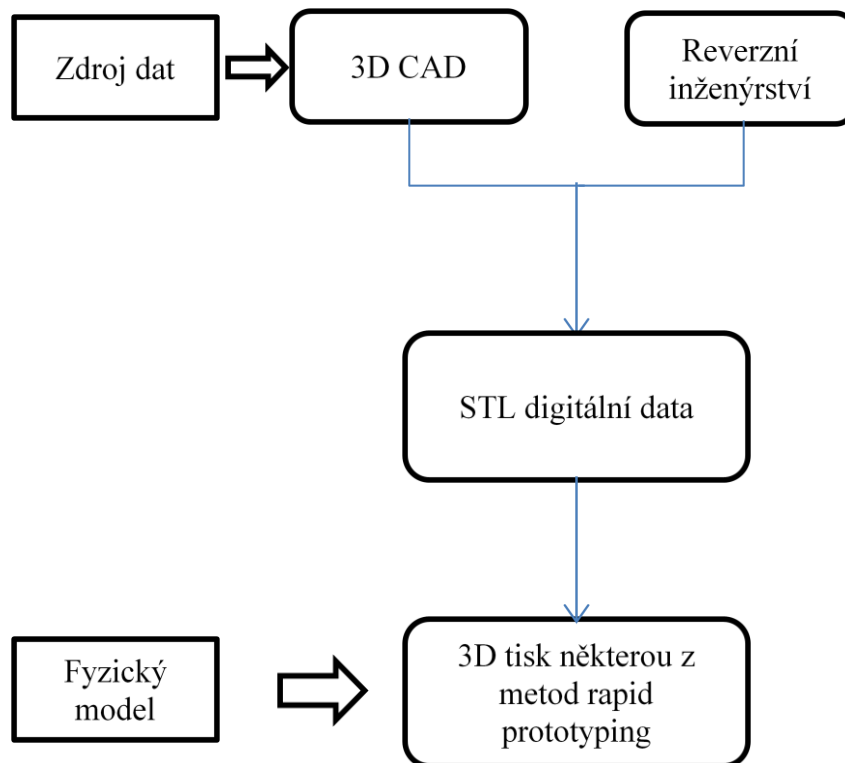 Zdroj dat
3D CAD
Reverzní
inženýrství
STL digitální data
Fyzický
model
3D tisk některou z
metod rapid
prototyping